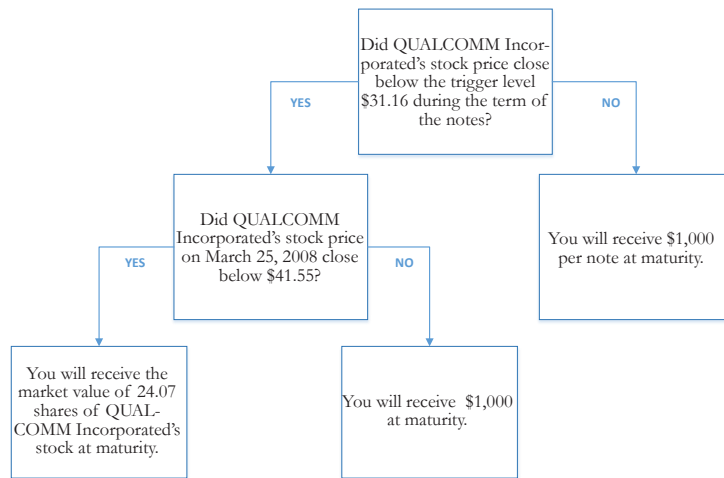 Did QUALCOMM Incor-
porated's stock price close
below the trigger level
$31.16 during the term of
the notes?
YES
NO
Did QUALCOMM
Incorporated's stock price
on March 25, 2008 close
below $41.55?
You will receive $1,000
per note at maturity.
YES
NO
You will receive the
market value of 24.07
shares of QUAL-
COMM Incorporated's
stock at maturity.
You will receive $1,000
at maturity.